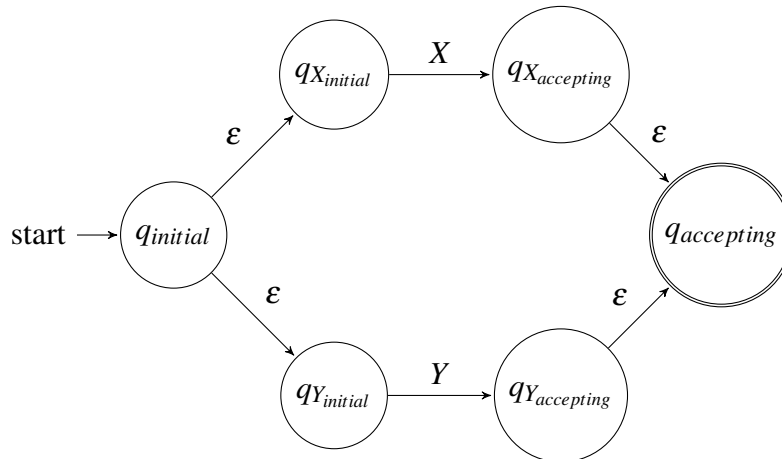 q_{X_{initial}}
X
q_{X_{accepting}}
ε
ε
start
q_{initial}
q_{accepting}
ε
ε
q_{Y_{initial}}
Y
q_{Y_{accepting}}